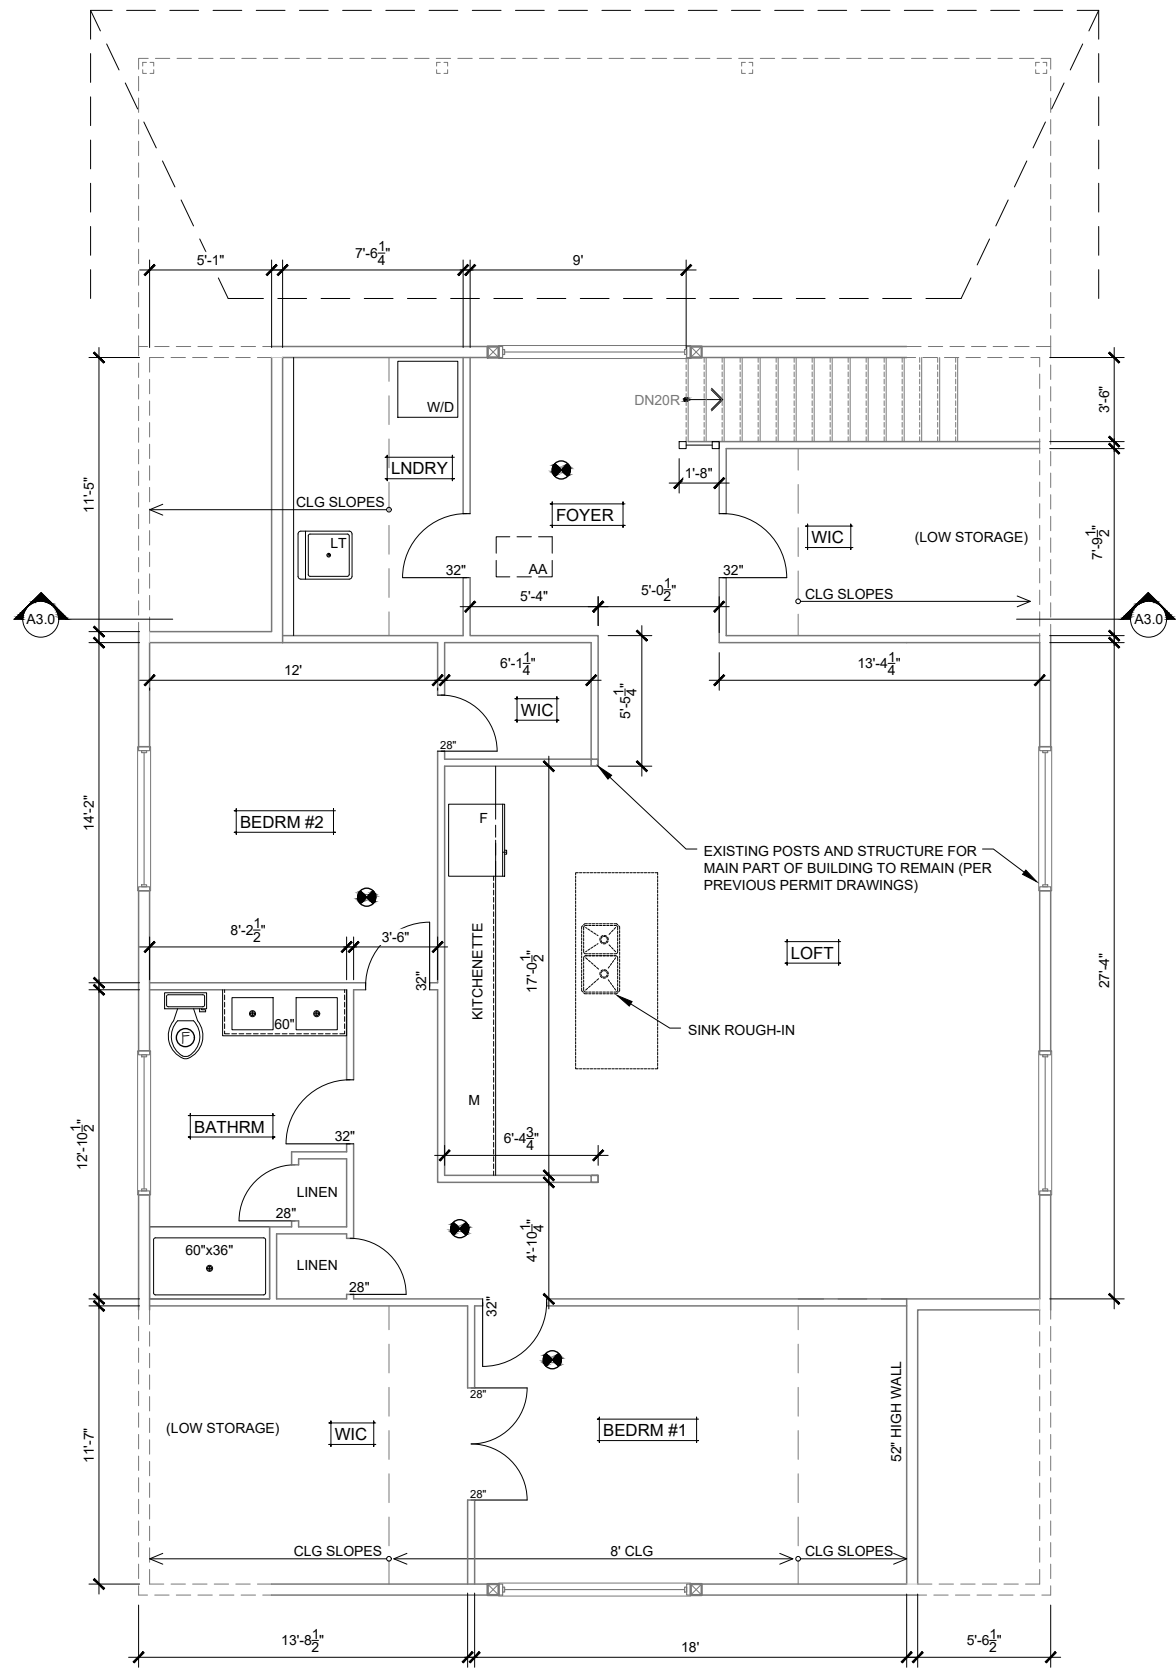 5'-1"
7'-6 1/4"
9'
W/D
DN20R
3'-6"
LNDRY
1'-8"
11'-5"
CLG SLOPES
FOYER
WIC
(LOW STORAGE)
7'-9 1/2"
LT
32"
AA
32"
5'-4"
5'-0 1/2"
CLG SLOPES
A3.0
A3.0
12'
6'-1 1/4"
13'-4 1/4"
5'-5 1/4"
WIC
28"
14'-2"
BEDRM #2
F
EXISTING POSTS AND STRUCTURE FOR
MAIN PART OF BUILDING TO REMAIN (PER
PREVIOUS PERMIT DRAWINGS)
8'-2 1/2"
3'-6"
KITCHENETTE
17'-0 1/2"
LOFT
27'-4"
32"
60"
F
SINK ROUGH-IN
12'-10 1/2"
BATHRM
M
32"
6'-4 3/4"
LINEN
28"
60"x36"
LINEN
28"
4'-10 1/4"
32"
28"
52" HIGH WALL
11'-7"
(LOW STORAGE)
WIC
BEDRM #1
28"
CLG SLOPES
8' CLG
CLG SLOPES
13'-8 1/2"
18'
5'-6 1/2"